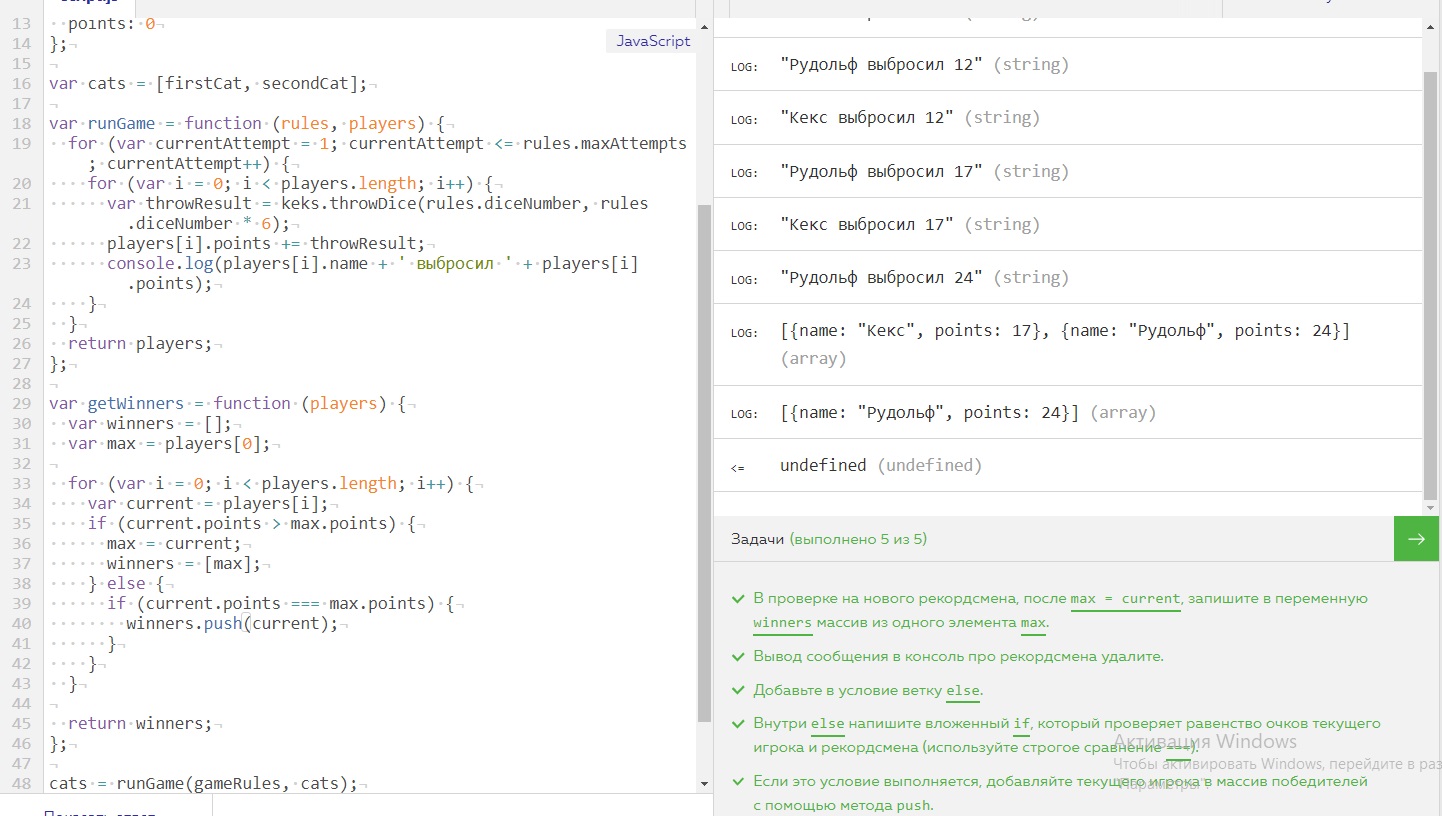 13 points: 0
14 };
15
JavaScript
16 var cats = [firstCat, secondCat];
17
18 var runGame = function (rules, players) {
19 for (var currentAttempt = 1; currentAttempt <= rules.maxAttempts
; currentAttempt++) {
20 for (var i = 0; i < players.length; i++) {
21 var throwResult = keks.throwDice(rules.diceNumber, rules
.diceNumber * 6);
22 players[i].points += throwResult;
23 console.log(players[i].name + ' выбросил ' + players[i]
.points);
24 }
25 }
26 return players;
27 };
28
29 var getWinners = function (players) {
30 var winners = [];
31 var max = players[0];
32
33 for (var i = 0; i < players.length; i++) {
34 var current = players[i];
35 if (current.points > max.points) {
36 max = current;
37 winners = [max];
38 } else {
39 if (current.points === max.points) {
40 winners.push(current);
41 }
42 }
43 }
44
45 return winners;
46 };
47
48 cats = runGame(gameRules, cats);
LOG: "Рудольф выбросил 12" (string)
LOG: "Кекс выбросил 12" (string)
LOG: "Рудольф выбросил 17" (string)
LOG: "Кекс выбросил 17" (string)
LOG: "Рудольф выбросил 24" (string)
LOG: [{name: "Кекс", points: 17}, {name: "Рудольф", points: 24}]
(array)
LOG: [{name: "Рудольф", points: 24}] (array)
<= undefined (undefined)
Задачи (выполнено 5 из 5)
В проверке на нового рекордсмена, после max = current, запишите в переменную
winners массив из одного элемента max.
Вывод сообщения в консоль про рекордсмена удалите.
Добавьте в условие ветку else.
Внутри else напишите вложенный if, который проверяет равенство очков текущего
игрока и рекордсмена (используйте строгое сравнение ===).
Если это условие выполняется, добавляйте текущего игрока в массив победителей
с помощью метода push.
Активация Windows
Чтобы активировать Windows, перейдите в раз
"Параметры".